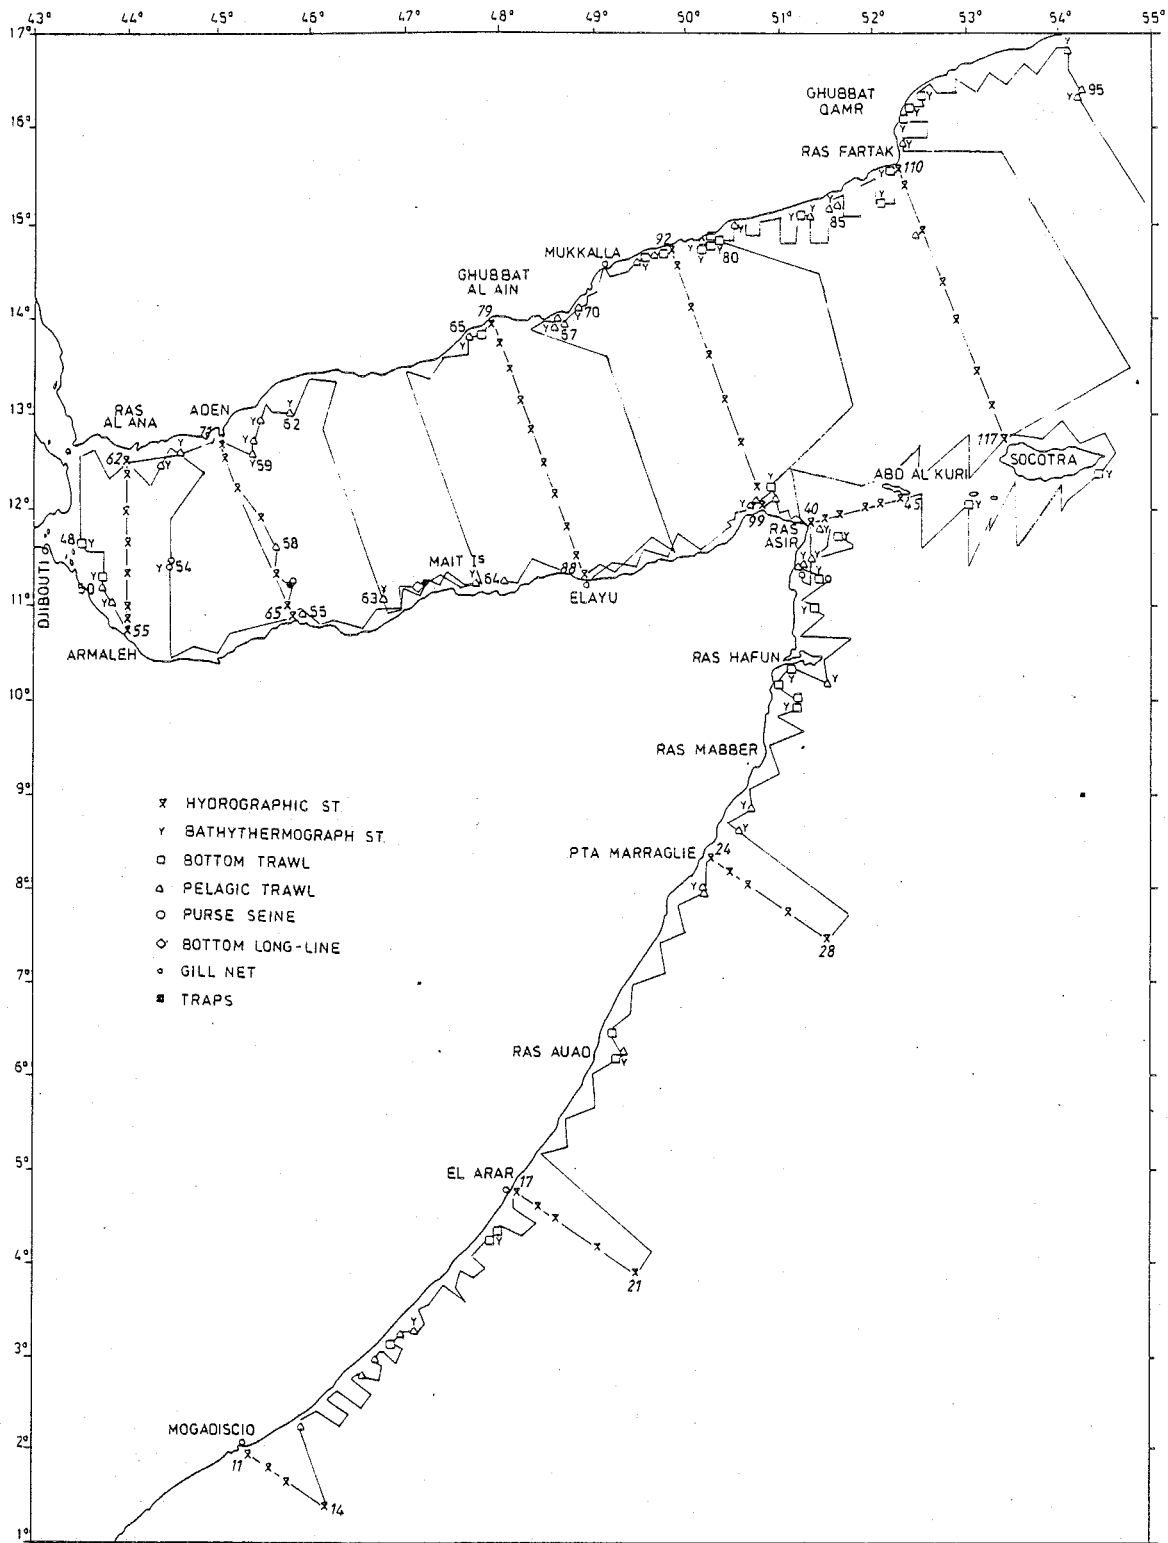 43° 44° 45° 46° 47° 48° 49° 50° 51° 52° 53° 54° 55°
17°
16°
15°
14°
13°
12°
11°
10°
9°
8°
7°
6°
5°
4°
3°
2°
1°
GHUBBAT
QAMR
95
RAS FARTAK
110
85
92
80
MUKKALLA
GHUBBAT
AL AIN
79
70
57
65
RAS
AL ANA
ADEN
71
62
62
59
117
SOCOTRA
ABD AL KURI
45
40
99
RAS
ASIR
48
58
54
MAIT Is
64
88
ELAYU
50
63
DJIBOUTI
55
65
55
ARMALEH
RAS HAFUN
RAS MABBER
HYDROGRAPHIC ST.
BATHYTHERMOGRAPH ST.
BOTTOM TRAWL
PELAGIC TRAWL
PURSE SEINE
BOTTOM LONG-LINE
GILL NET
TRAPS
PTA MARRAGLIE
24
28
RAS AUAD
EL ARAR
17
21
MOGADISCIO
11
14